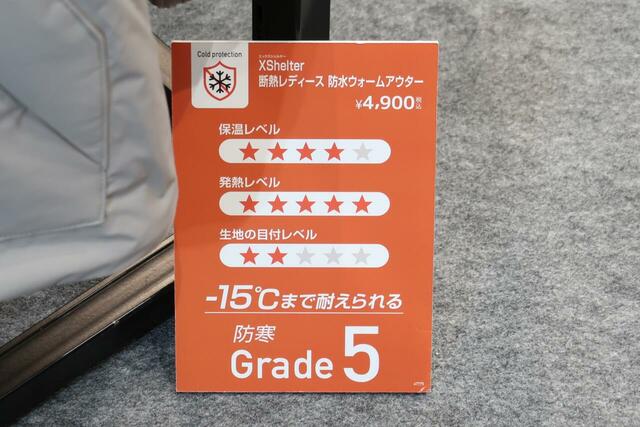 Cold protection
エックスシェルター
XShelter
断熱レディース 防水ウォームアウター
¥4,900税込
保温レベル
★★★★★
発熱レベル
★★★★★
生地の目付レベル
★★★★★
-15℃まで耐えられる
防寒
Grade 5